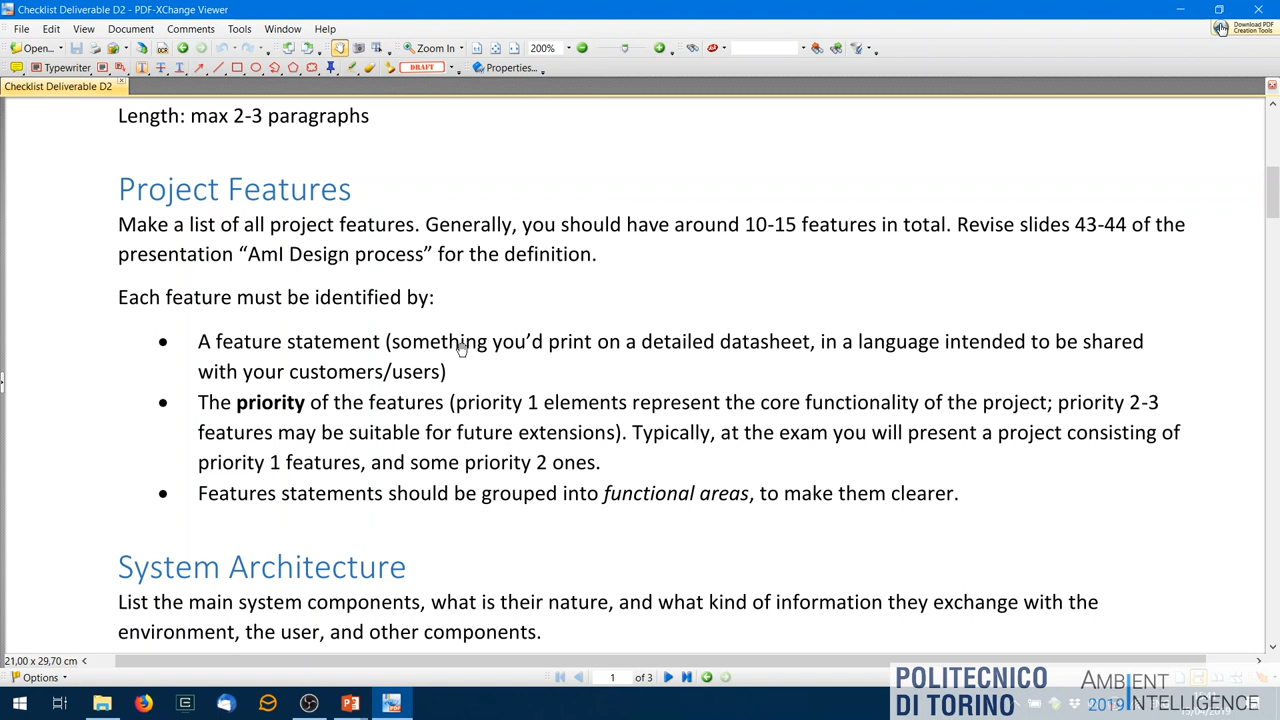 Checklist Deliverable D2 - PDF-XChange Viewer
File Edit View Document Comments Tools Window Help
Download PDF
Creation Tools
Open... Zoom In 200%
Typewriter DRAFT Properties...
Checklist Deliverable D2
Length: max 2-3 paragraphs
Project Features
Make a list of all project features. Generally, you should have around 10-15 features in total. Revise slides 43-44 of the
presentation “AmI Design process” for the definition.
Each feature must be identified by:
• A feature statement (something you’d print on a detailed datasheet, in a language intended to be shared
with your customers/users)
• The priority of the features (priority 1 elements represent the core functionality of the project; priority 2-3
features may be suitable for future extensions). Typically, at the exam you will present a project consisting of
priority 1 features, and some priority 2 ones.
• Features statements should be grouped into functional areas, to make them clearer.
System Architecture
List the main system components, what is their nature, and what kind of information they exchange with the
environment, the user, and other components.
21,00 x 29,70 cm
Options 1 of 3
POLITECNICO
DI TORINO
AMBIENT
2019 INTELLIGENCE